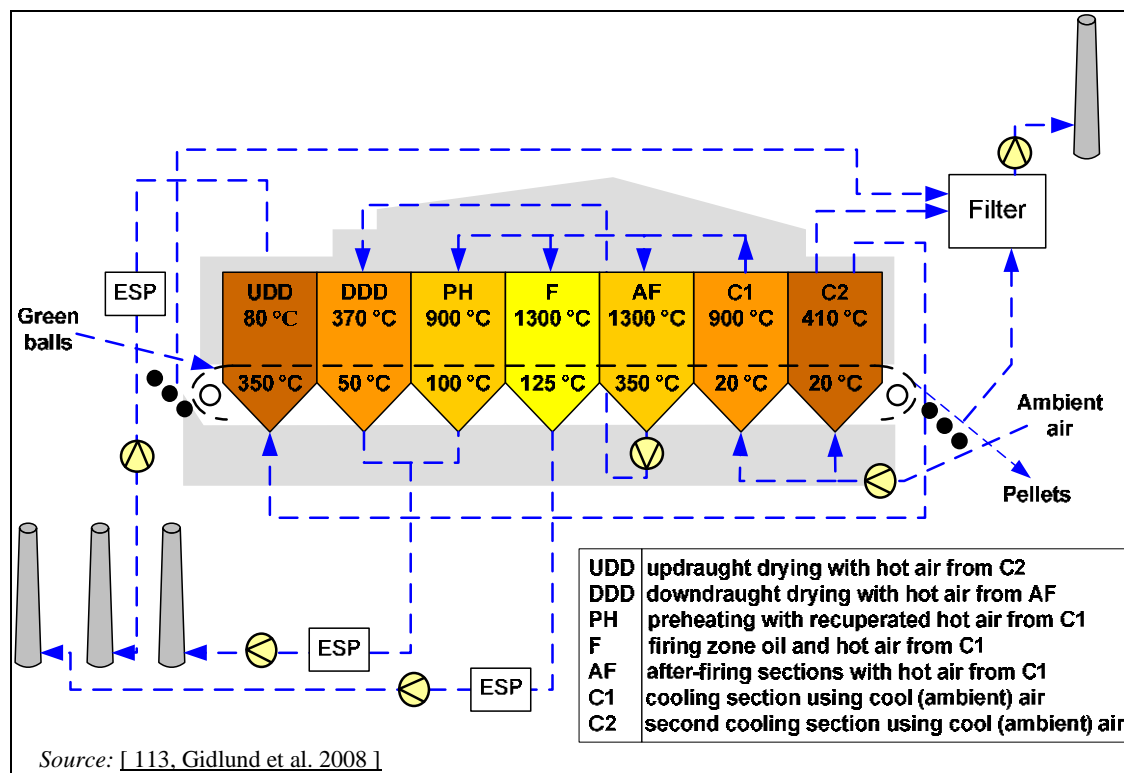 Filter
ESP
Green
balls
UDD
80 °C
350 °C
DDD
370 °C
50 °C
PH
900 °C
100 °C
F
1300 °C
125 °C
AF
1300 °C
350 °C
C1
900 °C
20 °C
C2
410 °C
20 °C
Ambient
air
Pellets
ESP
ESP
UDD updraught drying with hot air from C2
DDD downdraught drying with hot air from AF
PH preheating with recuperated hot air from C1
F firing zone oil and hot air from C1
AF after-firing sections with hot air from C1
C1 cooling section using cool (ambient) air
C2 second cooling section using cool (ambient) air
Source: [ 113, Gidlund et al. 2008 ]